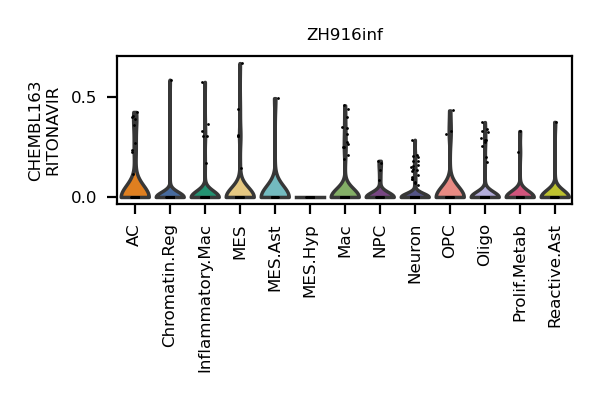 ZH916inf
CHEMBL163
RITONAVIR
0.5
0.0
AC
Chromatin.Reg
Inflammatory.Mac
MES
MES.Ast
MES.Hyp
Mac
NPC
Neuron
OPC
Oligo
Prolif.Metab
Reactive.Ast